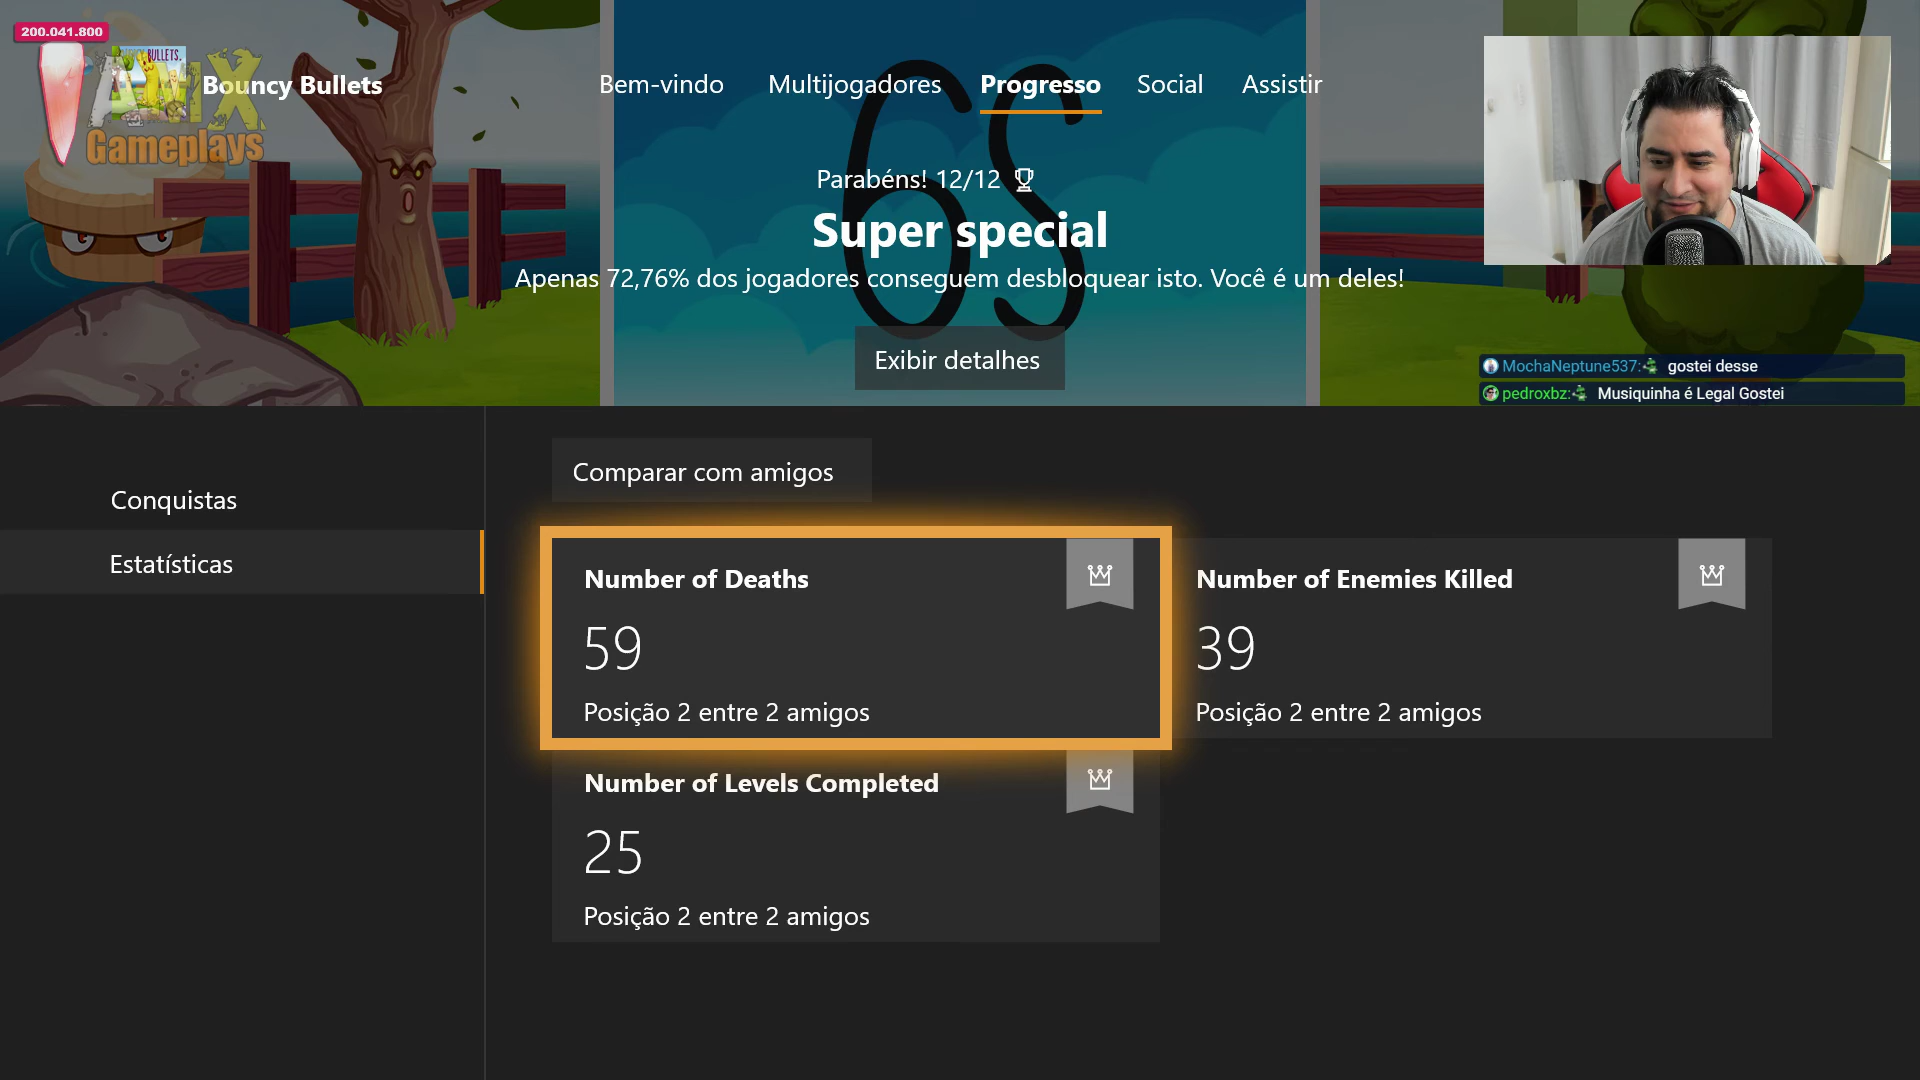 200.041.800
BULLETS.
AMX
Gameplays
Bouncy Bullets
Bem-vindo
Multijogadores
Progresso
Social
Assistir
6S
Parabéns! 12/12
Super special
Apenas 72,76% dos jogadores conseguem desbloquear isto. Você é um deles!
Exibir detalhes
MochaNeptune537: gostei desse
pedroxbz: Musiquinha é Legal Gostei
Conquistas
Estatísticas
Comparar com amigos
Number of Deaths
59
Posição 2 entre 2 amigos
Number of Enemies Killed
39
Posição 2 entre 2 amigos
Number of Levels Completed
25
Posição 2 entre 2 amigos